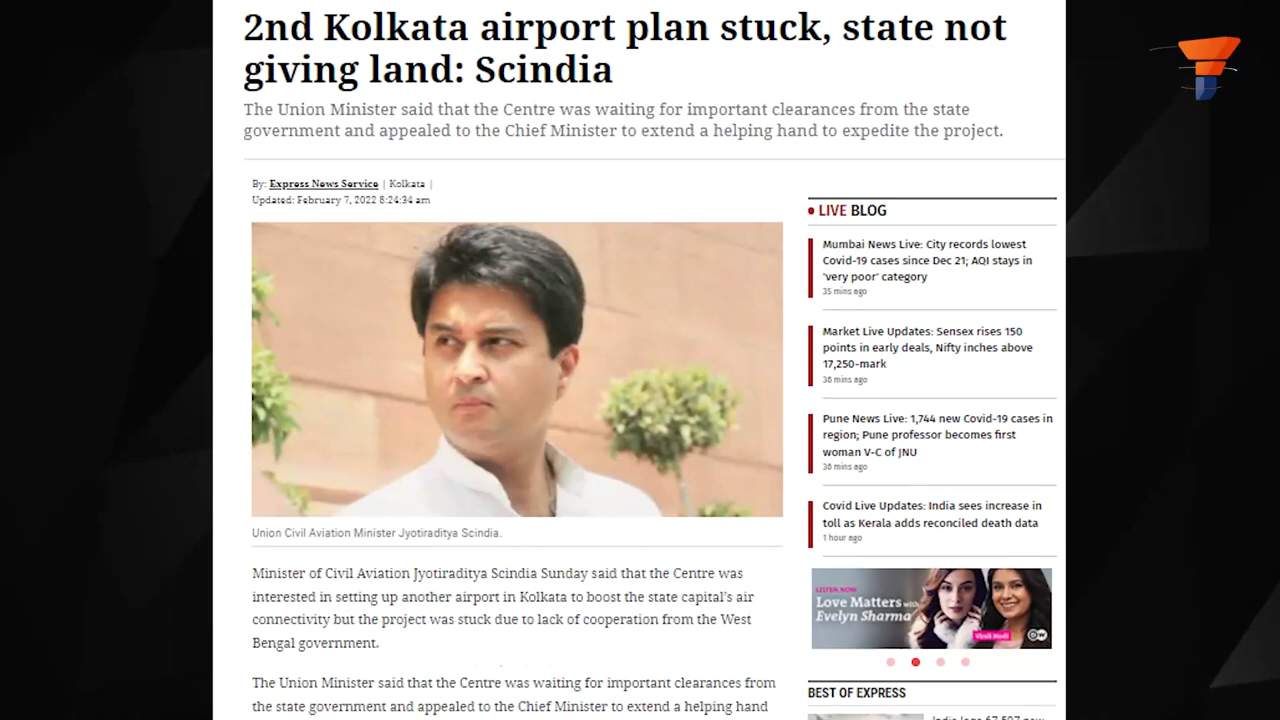 2nd Kolkata airport plan stuck, state not
giving land: Scindia
The Union Minister said that the Centre was waiting for important clearances from the state
government and appealed to the Chief Minister to extend a helping hand to expedite the project.
By: Express News Service | Kolkata |
Updated: February 7, 2022 8:24:34 am
Union Civil Aviation Minister Jyotiraditya Scindia.
Minister of Civil Aviation Jyotiraditya Scindia Sunday said that the Centre was
interested in setting up another airport in Kolkata to boost the state capital's air
connectivity but the project was stuck due to lack of cooperation from the West
Bengal government.
The Union Minister said that the Centre was waiting for important clearances from
the state government and appealed to the Chief Minister to extend a helping hand
LIVE BLOG
Mumbai News Live: City records lowest
Covid-19 cases since Dec 21; AQI stays in
'very poor' category
35 mins ago
Market Live Updates: Sensex rises 150
points in early deals, Nifty inches above
17,250-mark
36 mins ago
Pune News Live: 1,744 new Covid-19 cases in
region; Pune professor becomes first
woman V-C of JNU
36 mins ago
Covid Live Updates: India sees increase in
toll as Kerala adds reconciled death data
1 hour ago
LISTEN NOW
Love Matters with
Evelyn Sharma
DW
BEST OF EXPRESS